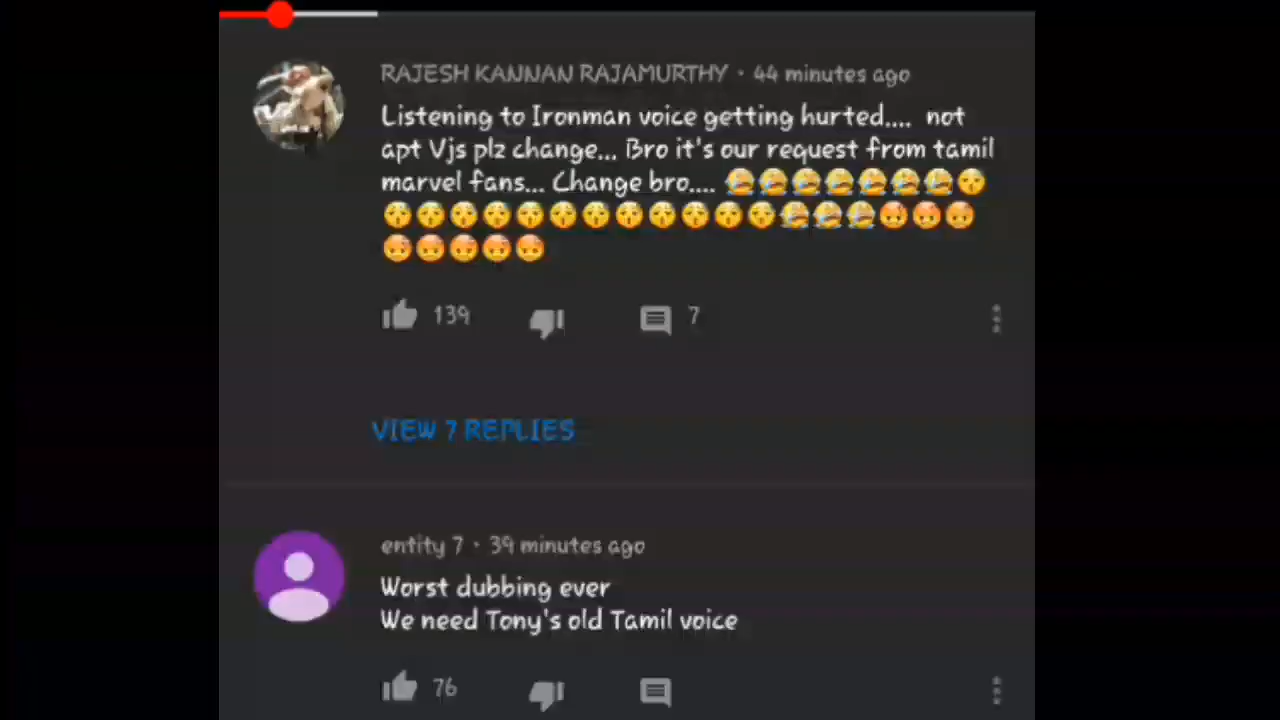 RAJESH KANNAN RAJAMURTHY • 44 minutes ago
Listening to Ironman voice getting hurted.... not
apt Vjs plz change... Bro it's our request from tamil
marvel fans... Change bro.... 😭😭😭😭😭😭😭😚
😚😚😚😚😚😚😚😚😚😚😚😚😭😭😭😡😡😡
😡😡😡😡😡
139
7
VIEW 7 REPLIES
entity 7 • 39 minutes ago
Worst dubbing ever
We need Tony's old Tamil voice
76